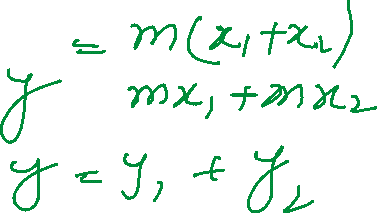 y = m(x₁+x₂)
mx₁+mx₂
y = y₁ + y₂